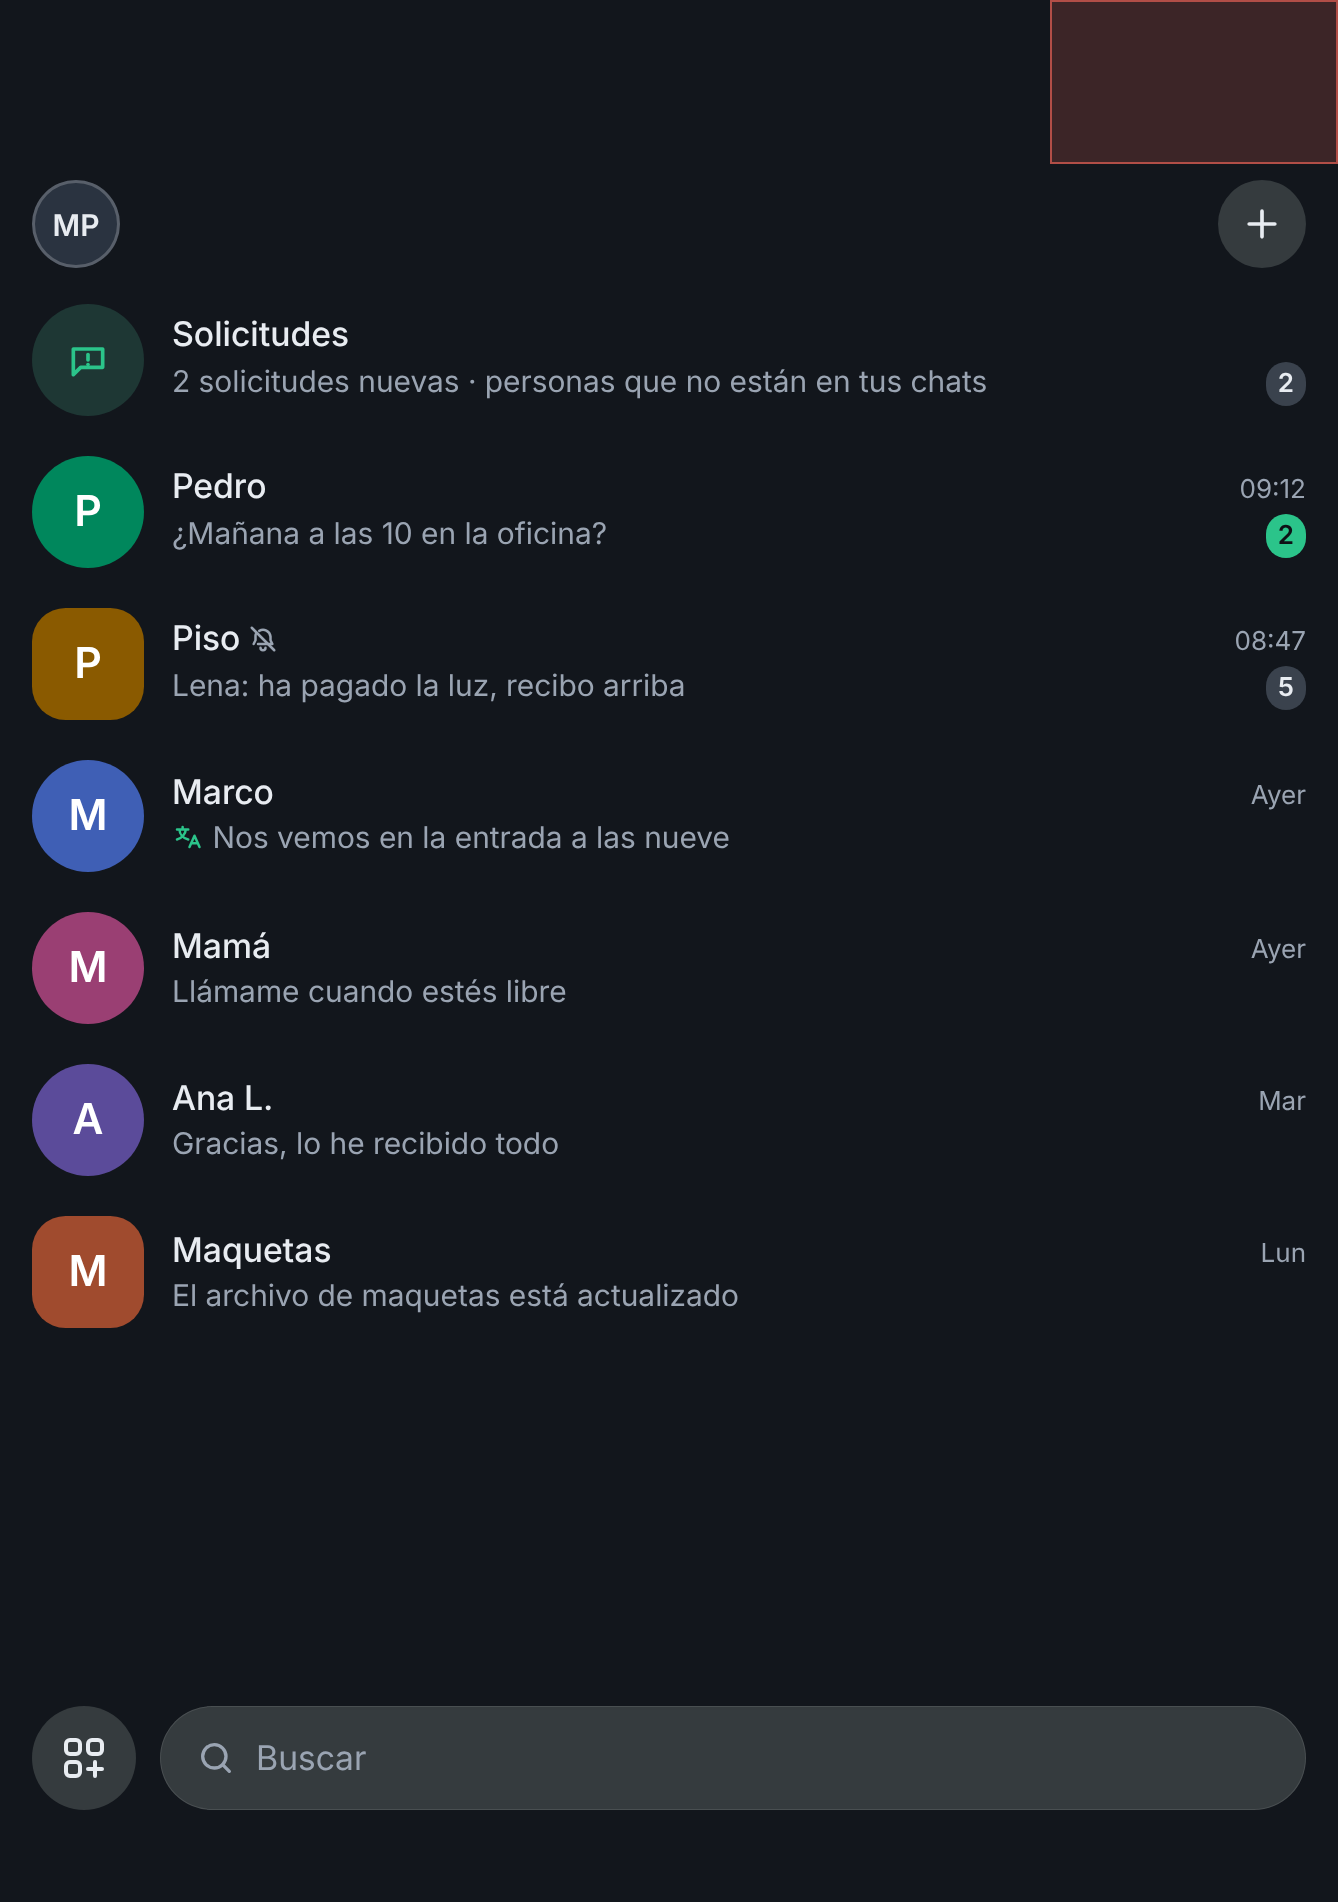 MP
Solicitudes
2 solicitudes nuevas · personas que no están en tus chats
2
P
Pedro
09:12
¿Mañana a las 10 en la oficina?
2
P
Piso
08:47
Lena: ha pagado la luz, recibo arriba
5
M
Marco
Ayer
Nos vemos en la entrada a las nueve
M
Mamá
Ayer
Llámame cuando estés libre
A
Ana L.
Mar
Gracias, lo he recibido todo
M
Maquetas
Lun
El archivo de maquetas está actualizado
Buscar